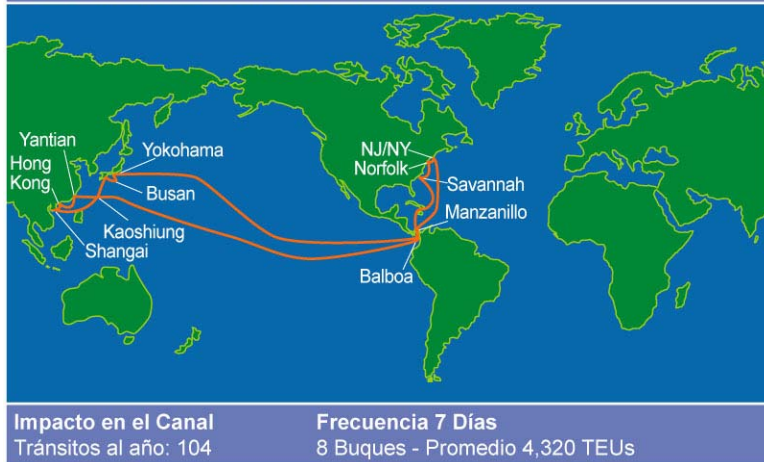 Yantian
Hong
Kong
Yokohama
Busan
Kaoshiung
Shangai
NJ/NY
Norfolk
Savannah
Manzanillo
Balboa
Impacto en el Canal
Tránsitos al año: 104
Frecuencia 7 Días
8 Buques - Promedio 4,320 TEUs